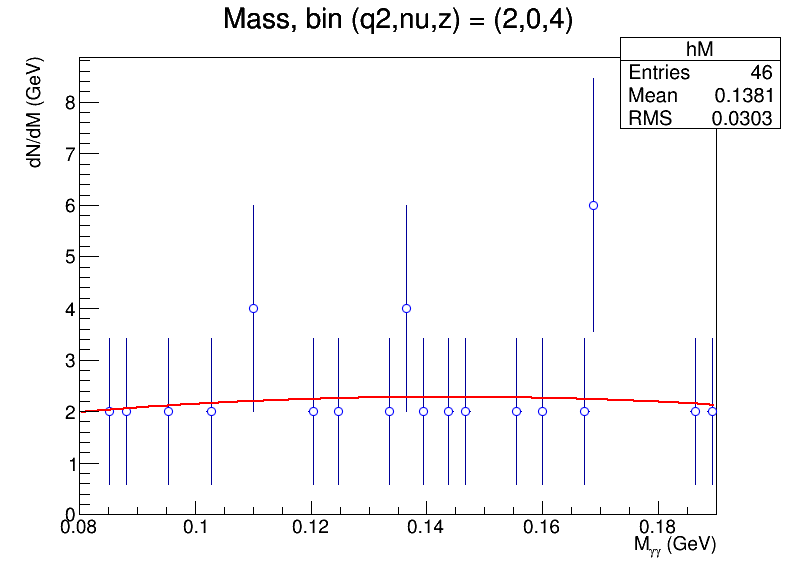 Mass, bin (q2,nu,z) = (2,0,4)
hM
Entries 46
Mean 0.1381
RMS 0.0303
dN/dM (GeV)
8
7
6
5
4
3
2
1
0
0.08 0.1 0.12 0.14 0.16 0.18
Mγγ (GeV)